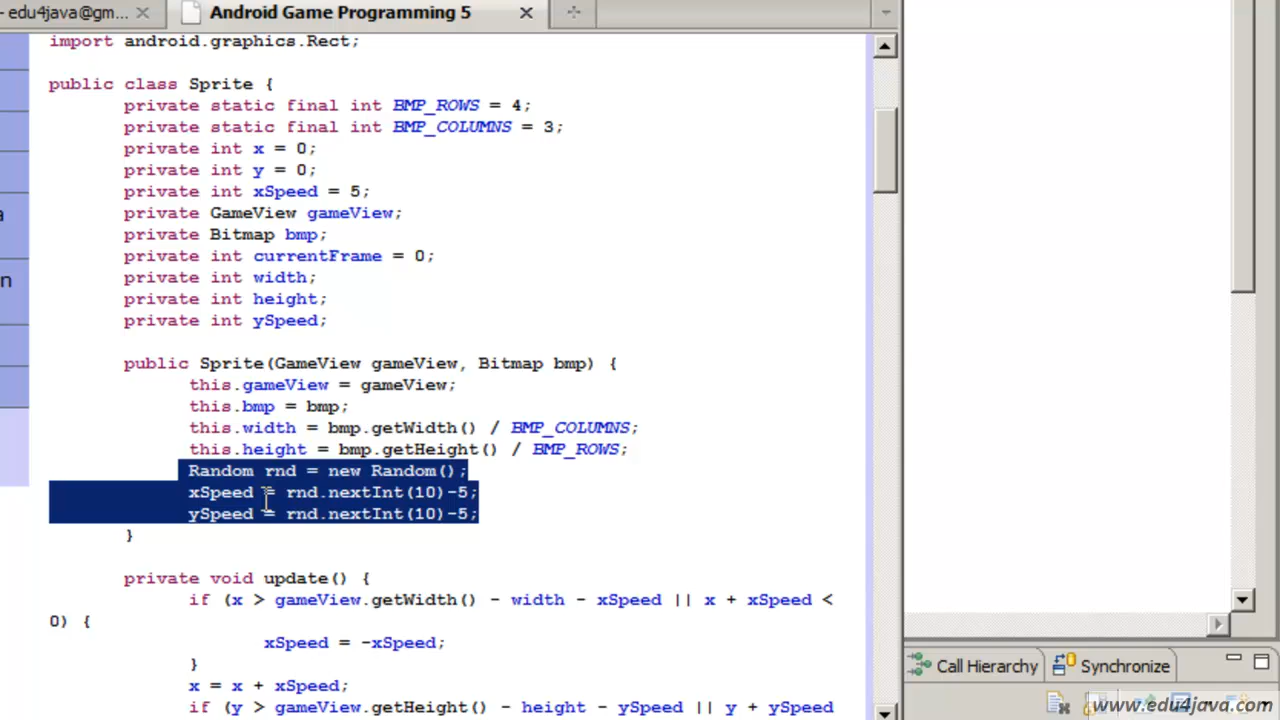 - edu4java@gm...
Android Game Programming 5
import android.graphics.Rect;
public class Sprite {
private static final int BMP_ROWS = 4;
private static final int BMP_COLUMNS = 3;
private int x = 0;
private int y = 0;
private int xSpeed = 5;
private GameView gameView;
private Bitmap bmp;
private int currentFrame = 0;
private int width;
private int height;
private int ySpeed;
public Sprite(GameView gameView, Bitmap bmp) {
this.gameView = gameView;
this.bmp = bmp;
this.width = bmp.getWidth() / BMP_COLUMNS;
this.height = bmp.getHeight() / BMP_ROWS;
Random rnd = new Random();
xSpeed = rnd.nextInt(10)-5;
ySpeed = rnd.nextInt(10)-5;
}
private void update() {
if (x > gameView.getWidth() - width - xSpeed || x + xSpeed <
0) {
xSpeed = -xSpeed;
}
x = x + xSpeed;
if (y > gameView.getHeight() - height - ySpeed || y + ySpeed
a
n
Call Hierarchy
Synchronize
www.edu4java.com